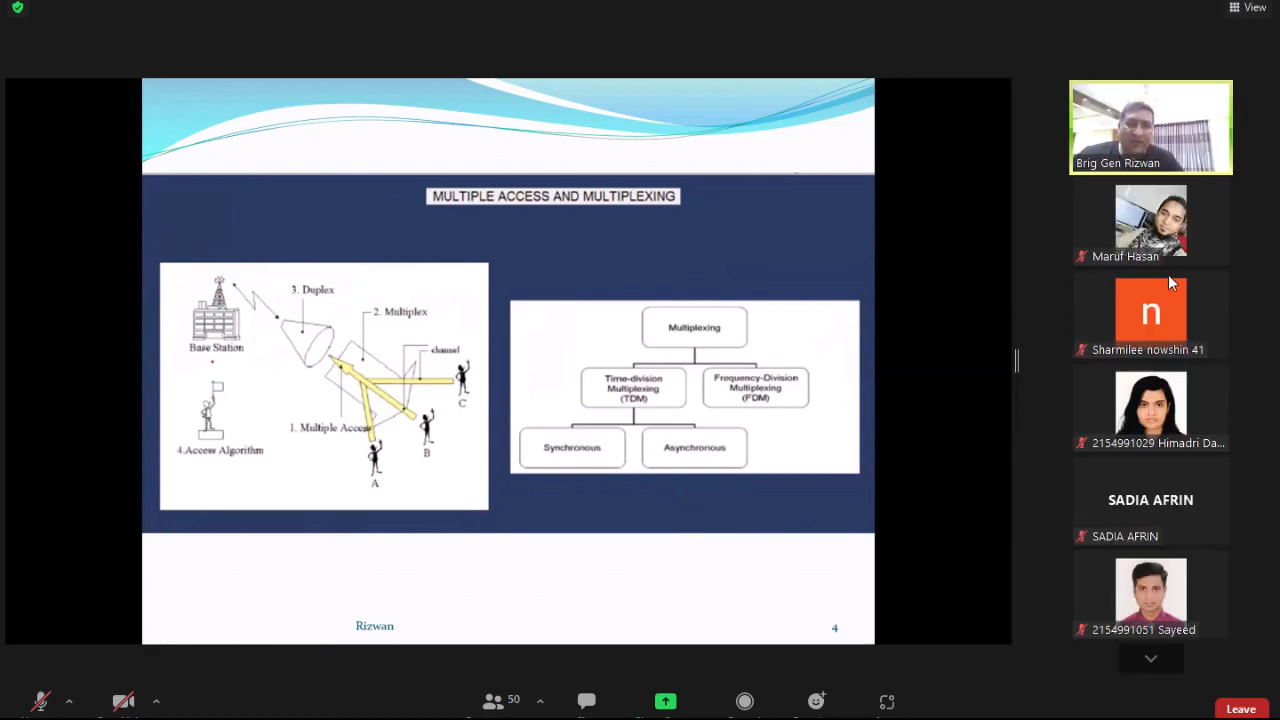 View
MULTIPLE ACCESS AND MULTIPLEXING
3. Duplex
2. Multiplex
channel
Base Station
C
1. Multiple Access
B
4.Access Algorithm
A
Multiplexing
Time-division
Multiplexing
(TDM)
Frequency-Division
Multiplexing
(FDM)
Synchronous
Asynchronous
Rizwan
4
Brig Gen Rizwan
Maruf Hasan
n
Sharmilee nowshin 41
2154991029 Himadri Da...
SADIA AFRIN
SADIA AFRIN
2154991051 Sayeed
50
Leave